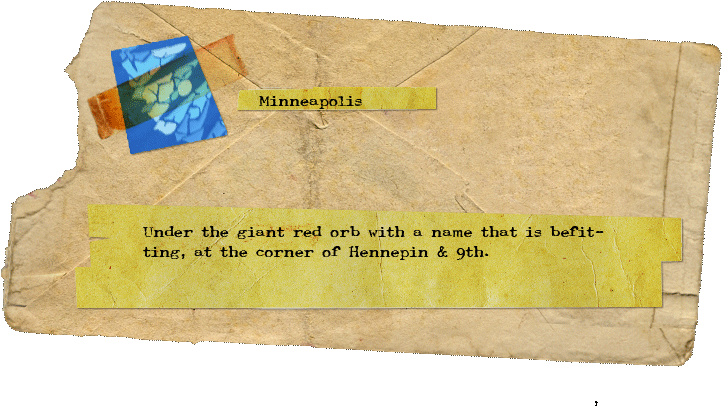 Minneapolis
Under the giant red orb with a name that is befit-
ting, at the corner of Hennepin & 9th.